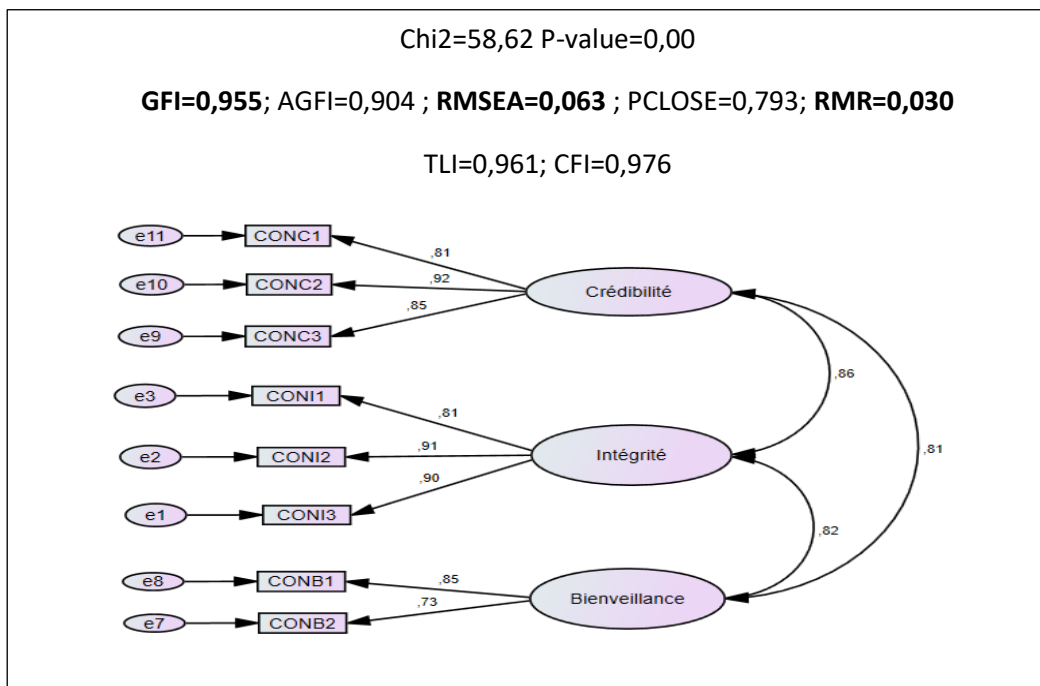 Chi2=58,62 P-value=0,00
GFI=0,955; AGFI=0,904 ; RMSEA=0,063 ; PCLOSE=0,793; RMR=0,030
TLI=0,961; CFI=0,976
e11 CONC1 ,81
e10 CONC2 ,92 Crédibilité
e9 CONC3 ,85
,86
e3 CONI1 ,81
e2 CONI2 ,91 Intégrité ,81
e1 CONI3 ,90
,82
e8 CONB1 ,85
Bienveillance
e7 CONB2 ,73